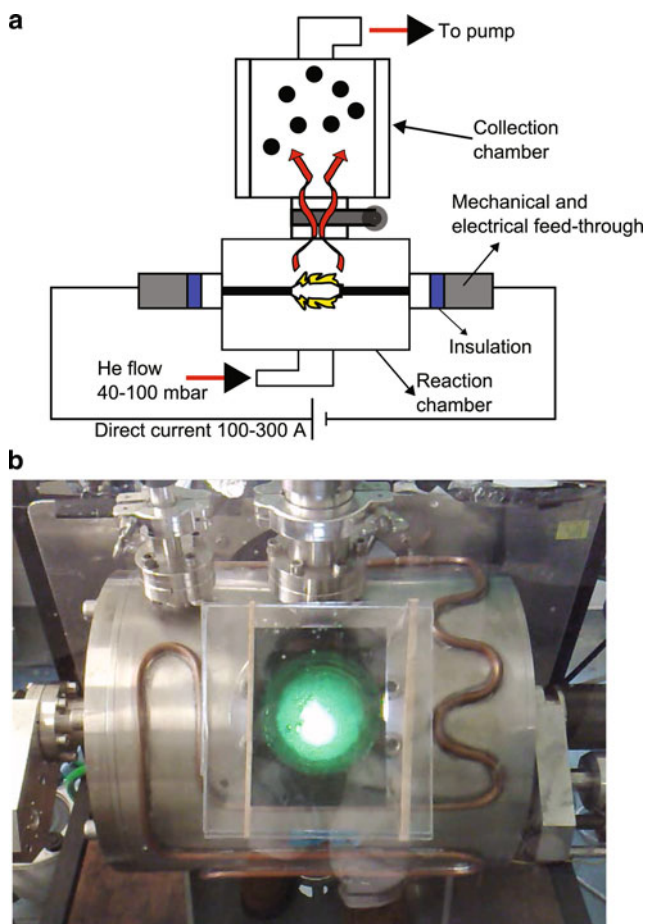 a
To pump
Collection
chamber
Mechanical and
electrical feed-through
Insulation
He flow
40-100 mbar
Reaction
chamber
Direct current 100-300 A
b